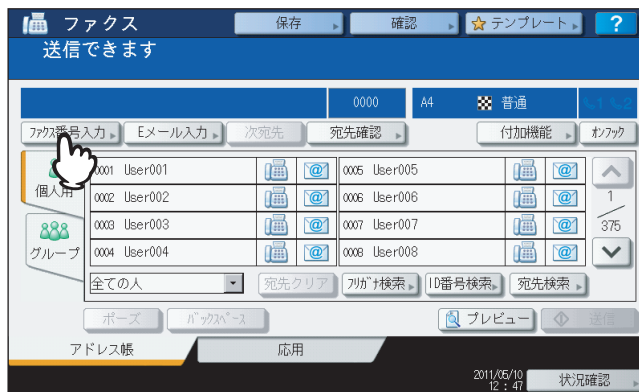 ファクス 保存 確認 テンプレート ?
送信できます
0000 A4 普通 1 2
ファクス番号入力 Eメール入力 次宛先 宛先確認 付加機能 オンフック
個人用
グループ
0001 User001 0005 User005
0002 User002 0006 User006
0003 User003 0007 User007
0004 User004 0008 User008
1
375
全ての人 宛先クリア フリガナ検索 ID番号検索 宛先検索
ポーズ バックスペース プレビュー 送信
アドレス帳 応用
2011/05/10
12:47 状況確認